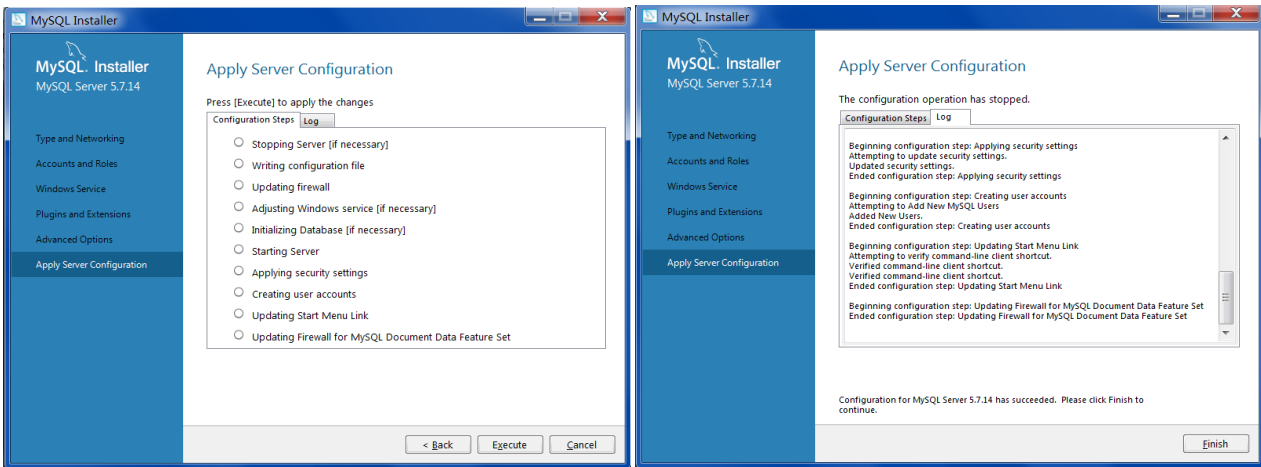 MySQL Installer
MySQL. Installer
MySQL Server 5.7.14
Type and Networking
Accounts and Roles
Windows Service
Plugins and Extensions
Advanced Options
Apply Server Configuration
Apply Server Configuration
Press [Execute] to apply the changes
Configuration Steps Log
Stopping Server [if necessary]
Writing configuration file
Updating firewall
Adjusting Windows service [if necessary]
Initializing Database [if necessary]
Starting Server
Applying security settings
Creating user accounts
Updating Start Menu Link
Updating Firewall for MySQL Document Data Feature Set
< Back Execute Cancel
MySQL Installer
MySQL. Installer
MySQL Server 5.7.14
Type and Networking
Accounts and Roles
Windows Service
Plugins and Extensions
Advanced Options
Apply Server Configuration
Apply Server Configuration
The configuration operation has stopped.
Configuration Steps Log
Beginning configuration step: Applying security settings
Attempting to update security settings.
Updated security settings.
Ended configuration step: Applying security settings
Beginning configuration step: Creating user accounts
Attempting to Add New MySQL Users
Added New Users.
Ended configuration step: Creating user accounts
Beginning configuration step: Updating Start Menu Link
Attempting to verify command-line client shortcut.
Verified command-line client shortcut.
Verified command-line client shortcut.
Ended configuration step: Updating Start Menu Link
Beginning configuration step: Updating Firewall for MySQL Document Data Feature Set
Ended configuration step: Updating Firewall for MySQL Document Data Feature Set
Configuration for MySQL Server 5.7.14 has succeeded. Please click Finish to
continue.
Finish